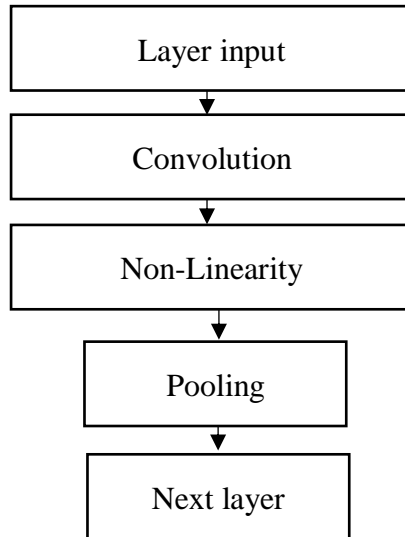 Layer input
Convolution
Non-Linearity
Pooling
Next layer